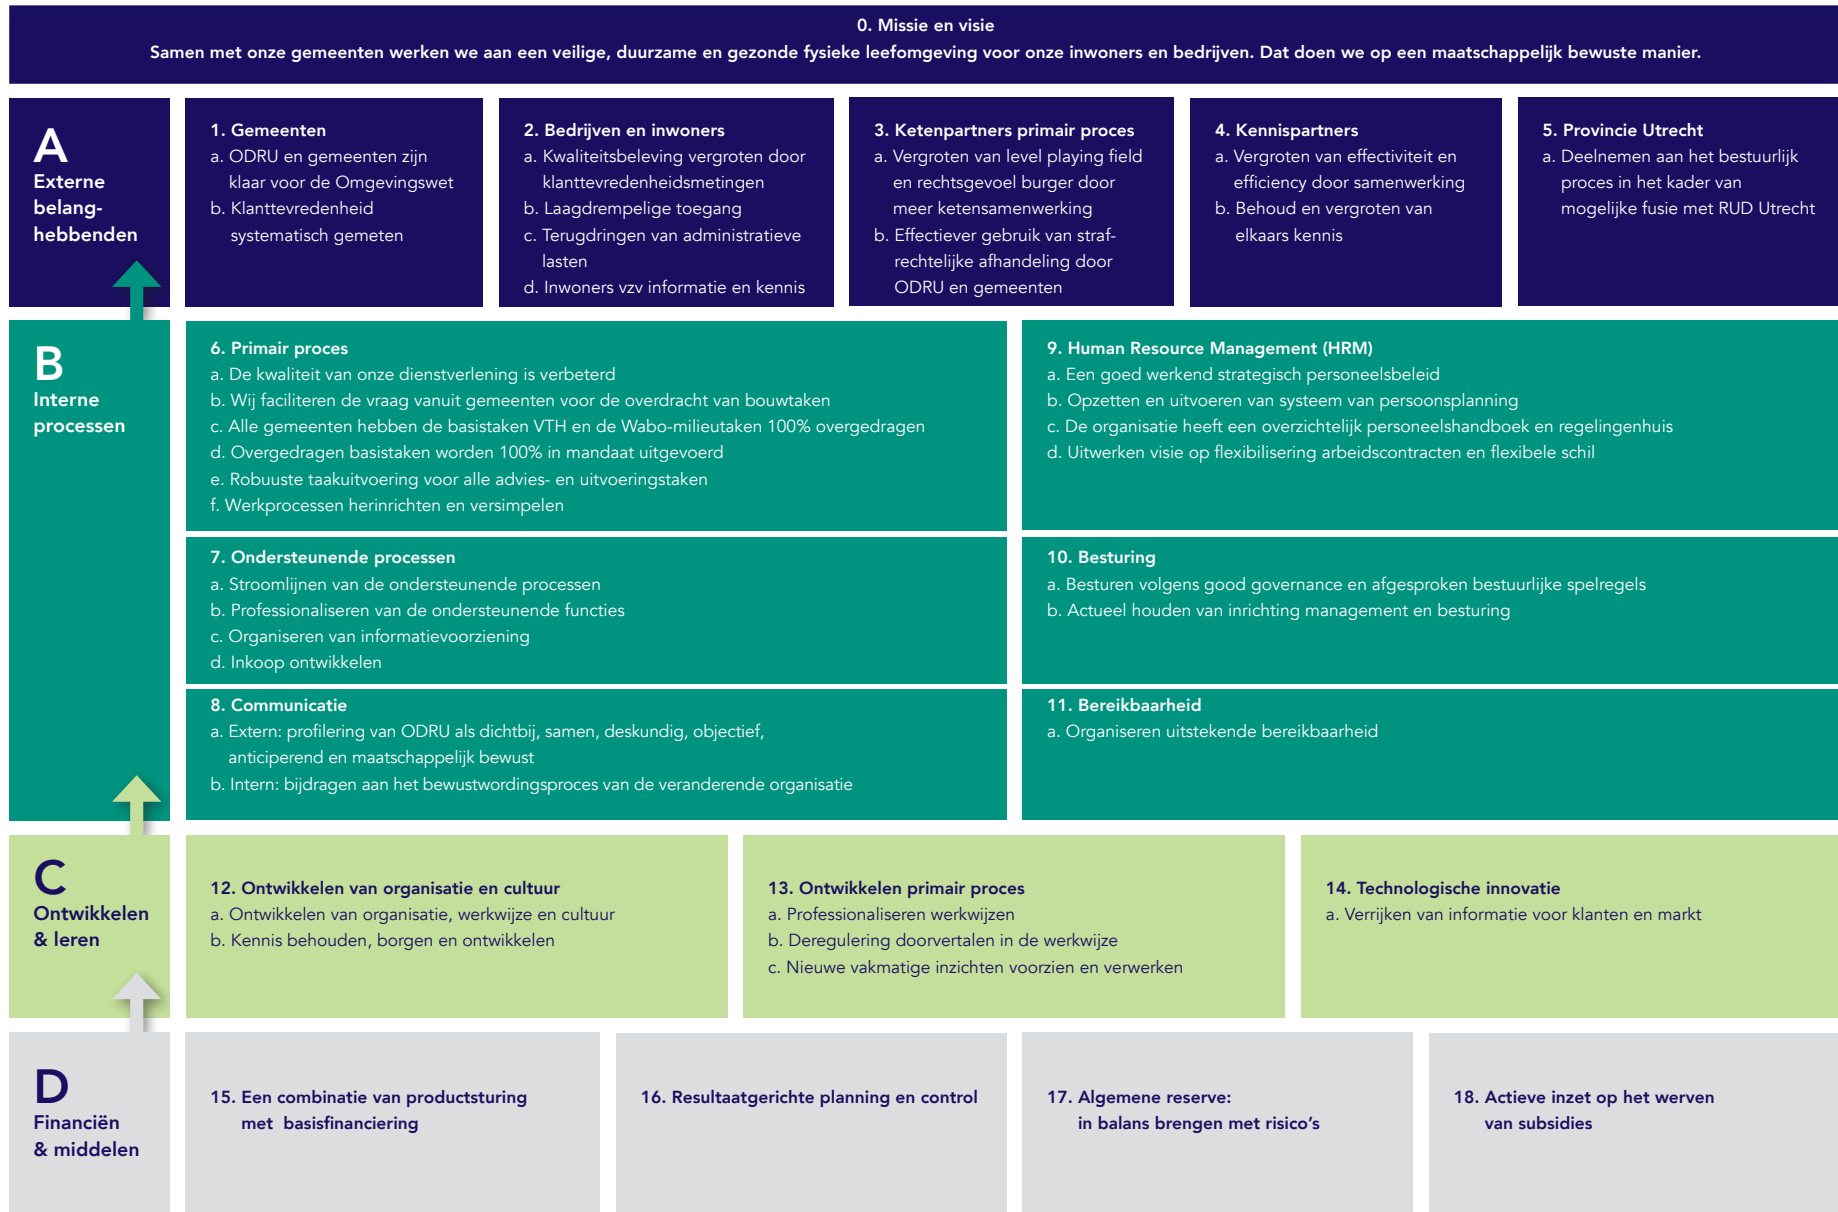 0. Missie en visie
Samen met onze gemeenten werken we aan een veilige, duurzame en gezonde fysieke leefomgeving voor onze inwoners en bedrijven. Dat doen we op een maatschappelijk bewuste manier.
A
Externe
belang-
hebbenden
1. Gemeenten
a. ODRU en gemeenten zijn
klaar voor de Omgevingswet
b. Klanttevredenheid
systematisch gemeten
2. Bedrijven en inwoners
a. Kwaliteitsbeleving vergroten door
klanttevredenheidsmetingen
b. Laagdrempelige toegang
c. Terugdringen van administratieve
lasten
d. Inwoners vzv informatie en kennis
3. Ketenpartners primair proces
a. Vergroten van level playing field
en rechtsgevoel burger door
meer ketensamenwerking
b. Effectiever gebruik van straf-
rechtelijke afhandeling door
ODRU en gemeenten
4. Kennispartners
a. Vergroten van effectiviteit en
efficiency door samenwerking
b. Behoud en vergroten van
elkaars kennis
5. Provincie Utrecht
a. Deelnemen aan het bestuurlijk
proces in het kader van
mogelijke fusie met RUD Utrecht
B
Interne
processen
6. Primair proces
a. De kwaliteit van onze dienstverlening is verbeterd
b. Wij faciliteren de vraag vanuit gemeenten voor de overdracht van bouwtaken
c. Alle gemeenten hebben de basistaken VTH en de Wabo-milieutaken 100% overgedragen
d. Overgedragen basistaken worden 100% in mandaat uitgevoerd
e. Robuuste taakuitvoering voor alle advies- en uitvoeringstaken
f. Werkprocessen herinrichten en versimpelen
9. Human Resource Management (HRM)
a. Een goed werkend strategisch personeelsbeleid
b. Opzetten en uitvoeren van systeem van persoonsplanning
c. De organisatie heeft een overzichtelijk personeelshandboek en regelingenhuis
d. Uitwerken visie op flexibilisering arbeidscontracten en flexibele schil
7. Ondersteunende processen
a. Stroomlijnen van de ondersteunende processen
b. Professionaliseren van de ondersteunende functies
c. Organiseren van informatievoorziening
d. Inkoop ontwikkelen
10. Besturing
a. Besturen volgens good governance en afgesproken bestuurlijke spelregels
b. Actueel houden van inrichting management en besturing
8. Communicatie
a. Extern: profilering van ODRU als dichtbij, samen, deskundig, objectief,
anticiperend en maatschappelijk bewust
b. Intern: bijdragen aan het bewustwordingsproces van de veranderende organisatie
11. Bereikbaarheid
a. Organiseren uitstekende bereikbaarheid
C
Ontwikkelen
& leren
12. Ontwikkelen van organisatie en cultuur
a. Ontwikkelen van organisatie, werkwijze en cultuur
b. Kennis behouden, borgen en ontwikkelen
13. Ontwikkelen primair proces
a. Professionaliseren werkwijzen
b. Deregulering doorvertalen in de werkwijze
c. Nieuwe vakmatige inzichten voorzien en verwerken
14. Technologische innovatie
a. Verrijken van informatie voor klanten en markt
D
Financiën
& middelen
15. Een combinatie van productsturing
met basisfinanciering
16. Resultaatgerichte planning en control
17. Algemene reserve:
in balans brengen met risico's
18. Actieve inzet op het werven
van subsidies